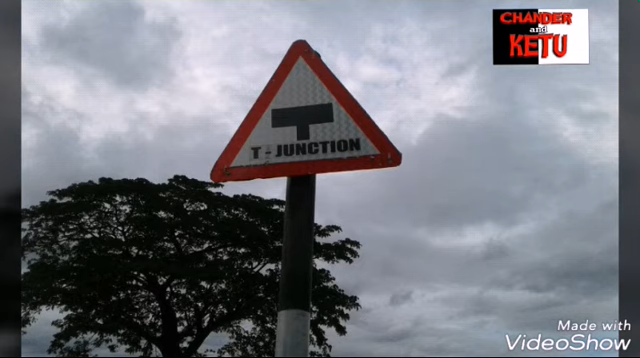 CHANDER
and
KETU
T - JUNCTION
Made with
VideoShow